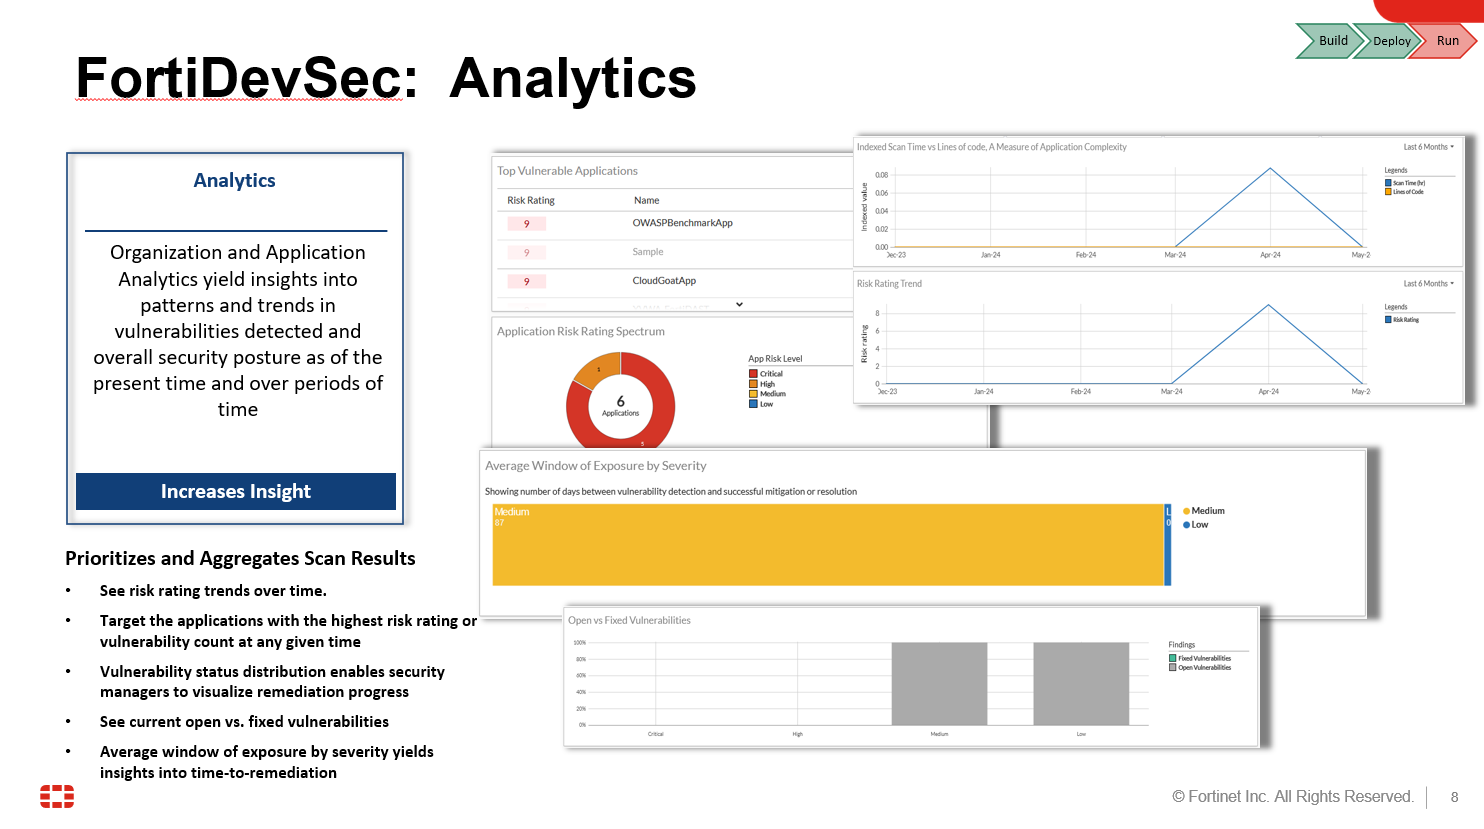 Build
Deploy
Run
FortiDevSec:  Analytics
Analytics
Organization and Application
Analytics yield insights into
patterns and trends in
vulnerabilities detected and
overall security posture as of the
present time and over periods of
time
Increases Insight
Prioritizes and Aggregates Scan Results
• See risk rating trends over time.
• Target the applications with the highest risk rating or
vulnerability count at any given time
• Vulnerability status distribution enables security
managers to visualize remediation progress
• See current open vs. fixed vulnerabilities
• Average window of exposure by severity yields
insights into time-to-remediation
Top Vulnerable Applications
Risk Rating Name
9 OWASPBenchmarkApp
9 Sample
9 CloudGoatApp
Application Risk Rating Spectrum
1
6
Applications
5
App Risk Level
Critical
High
Medium
Low
Indexed Scan Time vs Lines of code, A Measure of Application Complexity
Last 6 Months
Indexed value
0.08
0.06
0.04
0.02
0.00
Dec-23 Jan-24 Feb-24 Mar-24 Apr-24 May-2
Legends
Scan Time (hr)
Lines of Code
Risk Rating Trend
Last 6 Months
Risk rating
8
6
4
2
0
Dec-23 Jan-24 Feb-24 Mar-24 Apr-24 May-2
Legends
Risk Rating
Average Window of Exposure by Severity
Showing number of days between vulnerability detection and successful mitigation or resolution
Medium
87
L
0
Medium
Low
Open vs Fixed Vulnerabilities
100%
80%
60%
40%
20%
0%
Critical High Medium Low
Findings
Fixed Vulnerabilities
Open Vulnerabilities
© Fortinet Inc. All Rights Reserved.
8